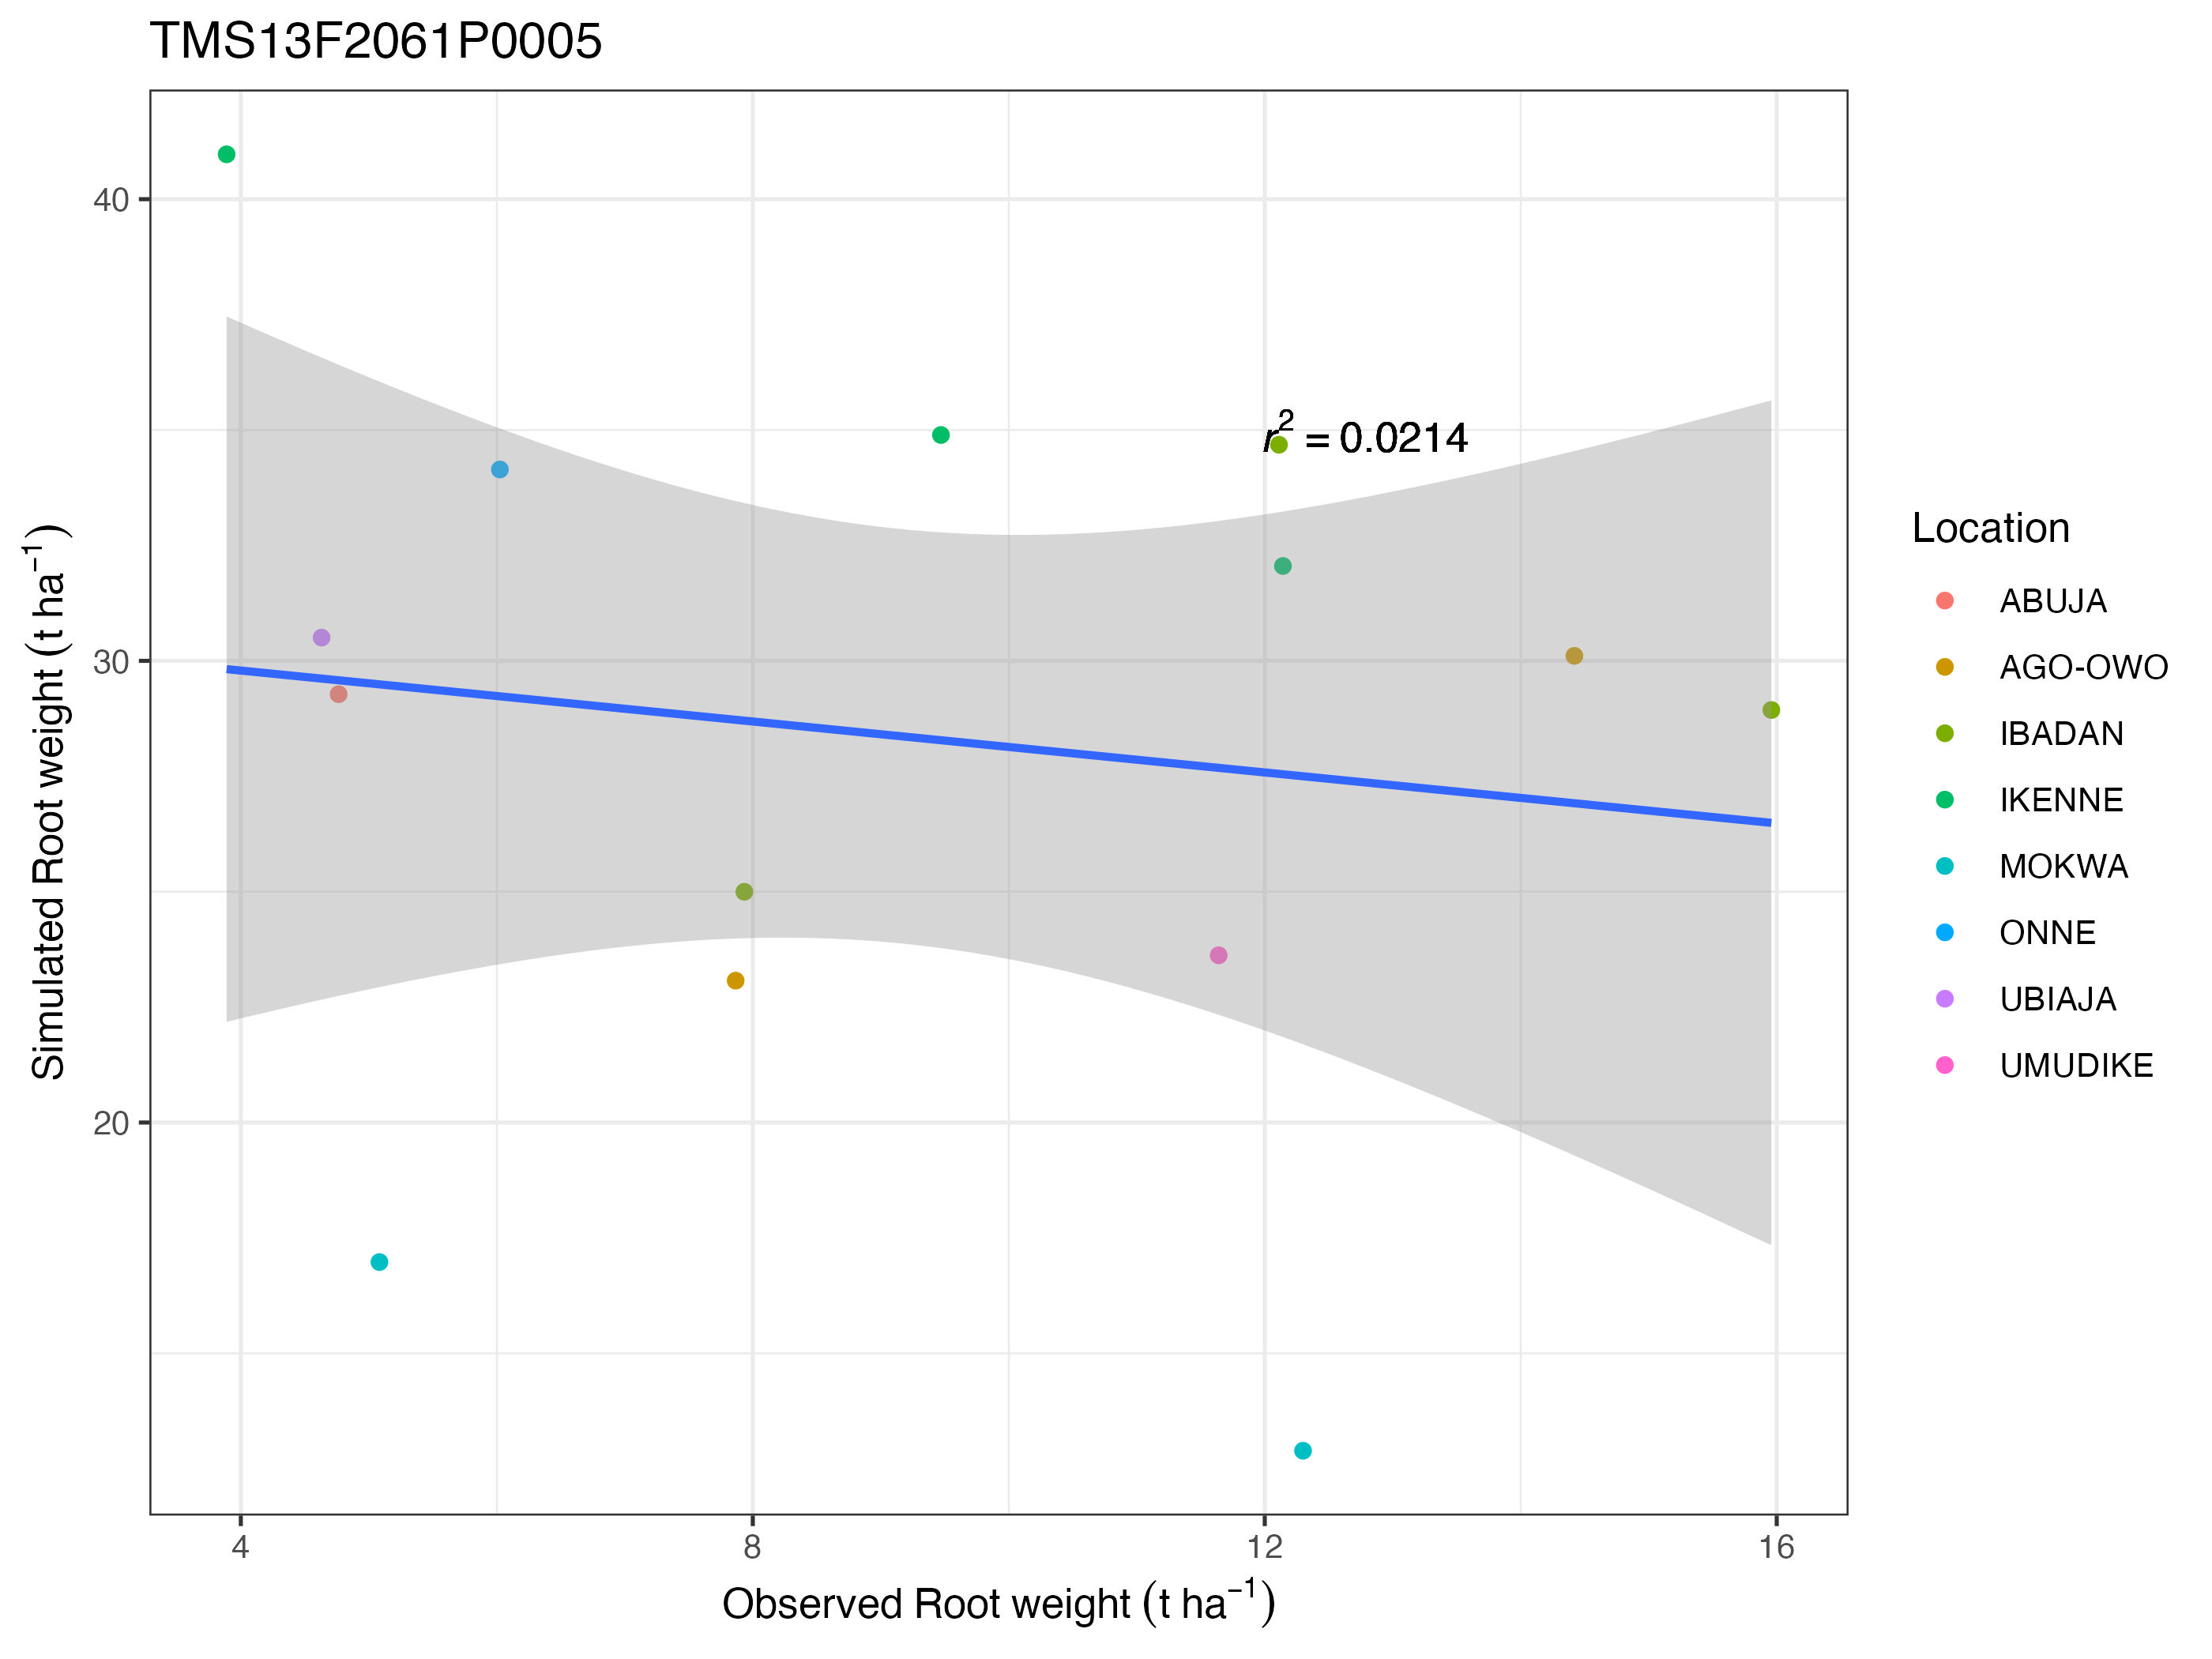 TMS13F2061P0005
40
30
20
Simulated Root weight (t ha⁻¹)
r² = 0.0214
4 8 12 16
Observed Root weight (t ha⁻¹)
Location
ABUJA
AGO-OWO
IBADAN
IKENNE
MOKWA
ONNE
UBIAJA
UMUDIKE